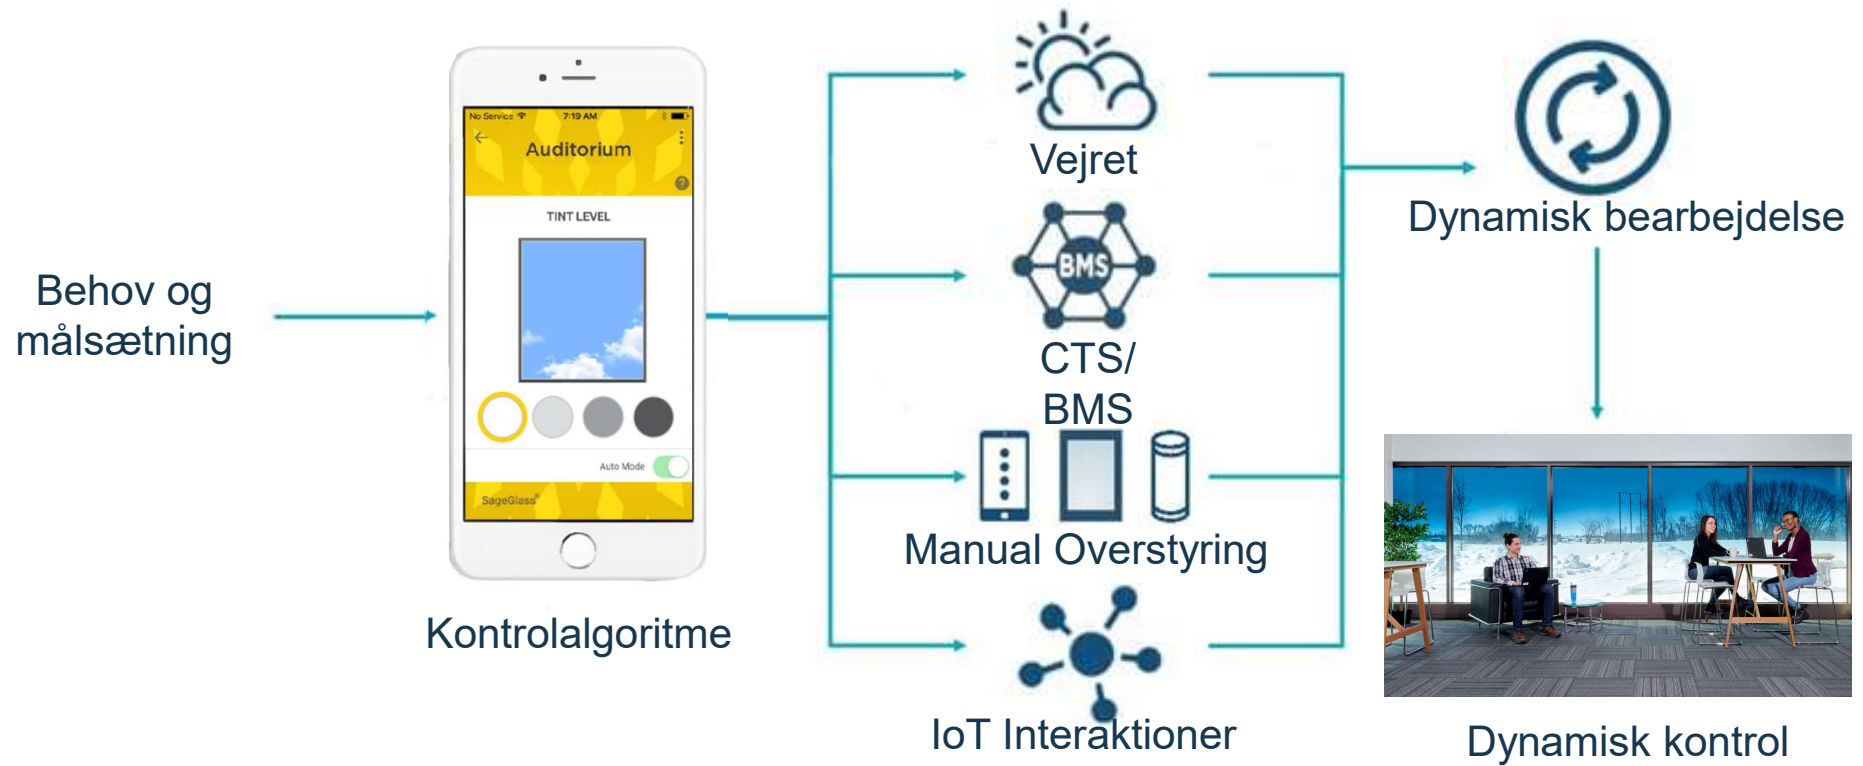 Behov og
målsætning
No Service
7:19 AM
Auditorium
?
TINT LEVEL
Auto Mode
SageGlass®
Kontrolalgoritme
Vejret
BMS
CTS/
BMS
Manual Overstyring
IoT Interaktioner
Dynamisk bearbejdelse
Dynamisk kontrol